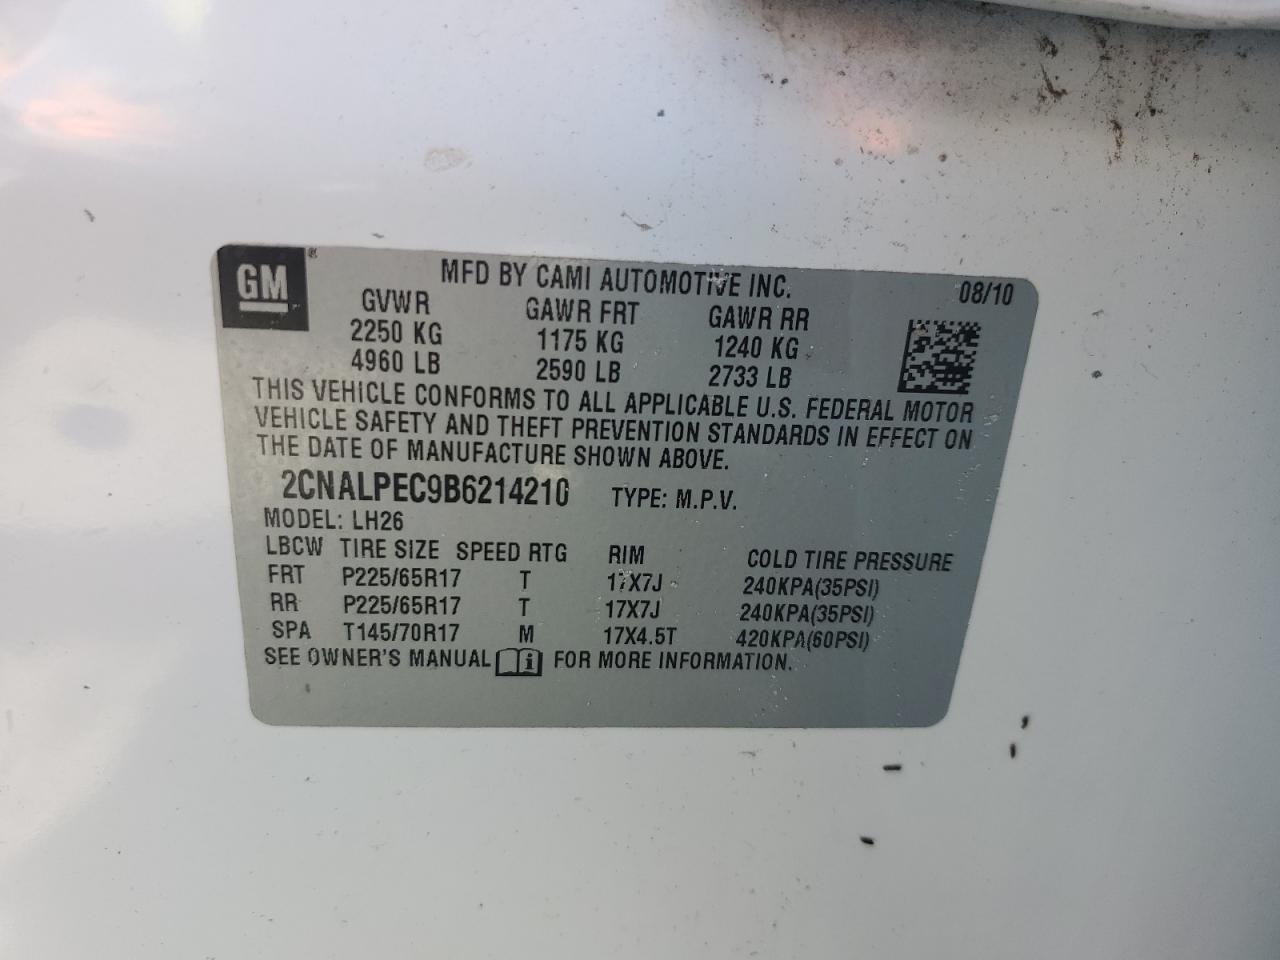 GM ®
MFD BY CAMI AUTOMOTIVE INC. 08/10
GVWR GAWR FRT GAWR RR
2250 KG 1175 KG 1240 KG
4960 LB 2590 LB 2733 LB
THIS VEHICLE CONFORMS TO ALL APPLICABLE U.S. FEDERAL MOTOR
VEHICLE SAFETY AND THEFT PREVENTION STANDARDS IN EFFECT ON
THE DATE OF MANUFACTURE SHOWN ABOVE.
2CNALPEC9B6214210 TYPE: M.P.V.
MODEL: LH26
LBCW TIRE SIZE SPEED RTG RIM COLD TIRE PRESSURE
FRT P225/65R17 T 17X7J 240KPA(35PSI)
RR P225/65R17 T 17X7J 240KPA(35PSI)
SPA T145/70R17 M 17X4.5T 420KPA(60PSI)
SEE OWNER'S MANUAL i FOR MORE INFORMATION.